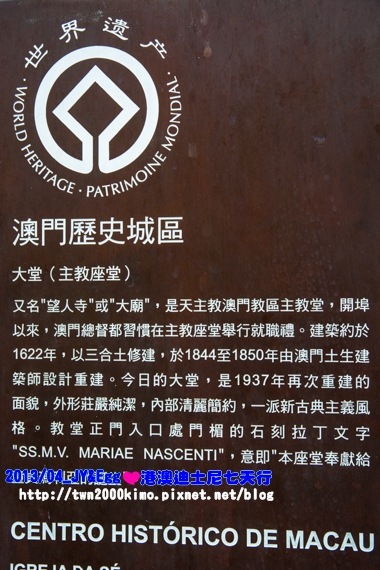 世界遗产
· WORLD HERITAGE · PATRIMOINE MONDIAL
澳門歷史城區
大堂（主教座堂）
又名"望人寺"或"大廟"，是天主教澳門教區主教堂，開埠
以來，澳門總督都習慣在主教座堂舉行就職禮。建築約於
1622年，以三合土修建，於1844至1850年由澳門土生建
築師設計重建。今日的大堂，是1937年再次重建的
面貌，外形莊嚴純潔，內部清麗簡約，一派新古典主義風
格。教堂正門入口處門楣的石刻拉丁文字
"SS.M.V. MARIAE NASCENTI"，意即"本座堂奉獻給
2013/04_JY&Egg❤港澳迪士尼七天行
http://twn2000kimo.pixnet.net/blog
CENTRO HISTÓRICO DE MACAU
IGREJA DA SÉ